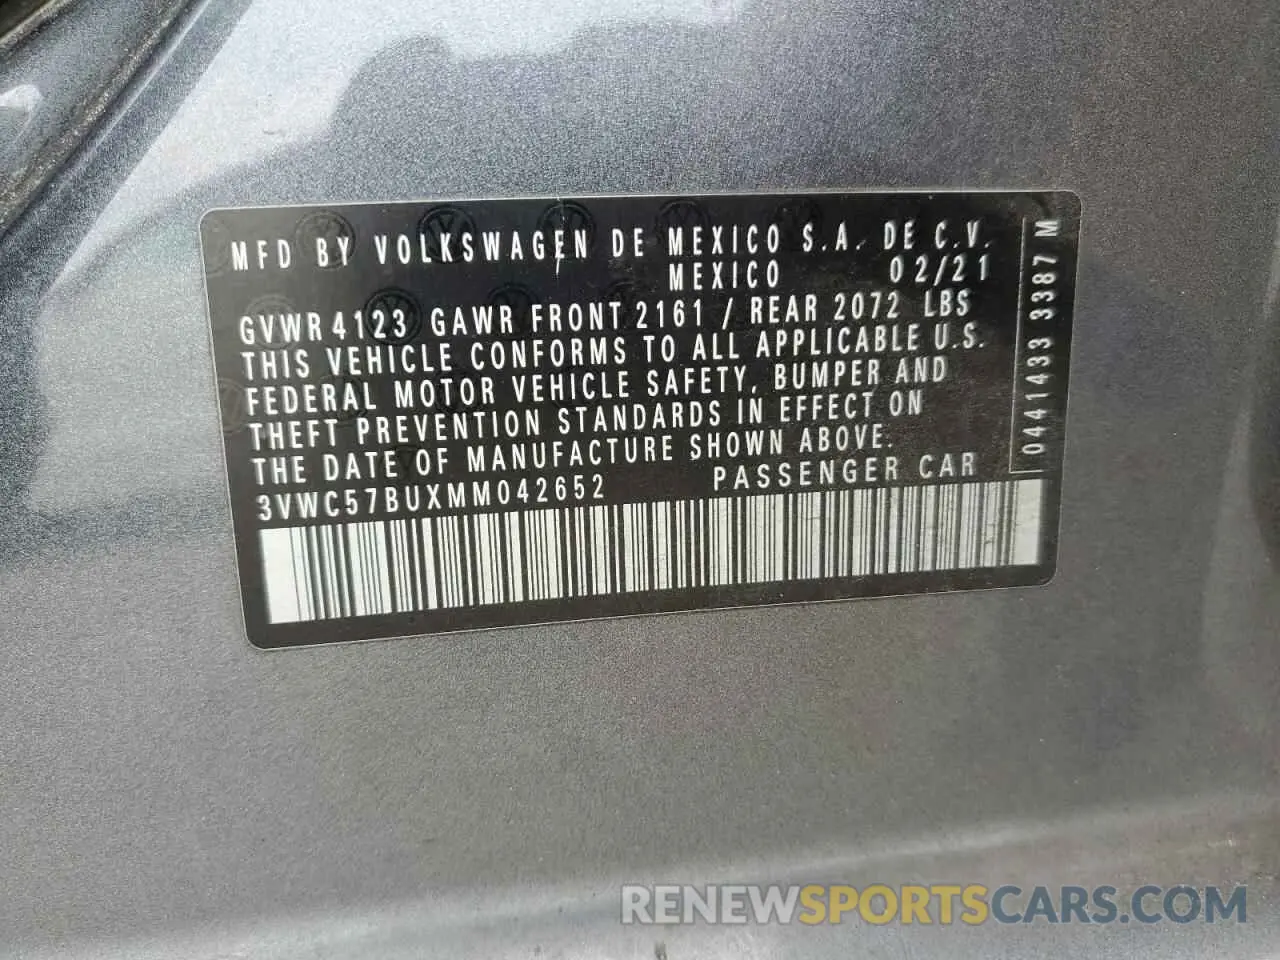 MFD BY VOLKSWAGEN DE MEXICO S.A. DE C.V.
MEXICO 02/21
GVWR 4123 GAWR FRONT 2161 / REAR 2072 LBS
THIS VEHICLE CONFORMS TO ALL APPLICABLE U.S.
FEDERAL MOTOR VEHICLE SAFETY, BUMPER AND
THEFT PREVENTION STANDARDS IN EFFECT ON
THE DATE OF MANUFACTURE SHOWN ABOVE.
3VWC57BUXMM042652 PASSENGER CAR
0441433 3387 M
RENEWSPORTSCARS.COM